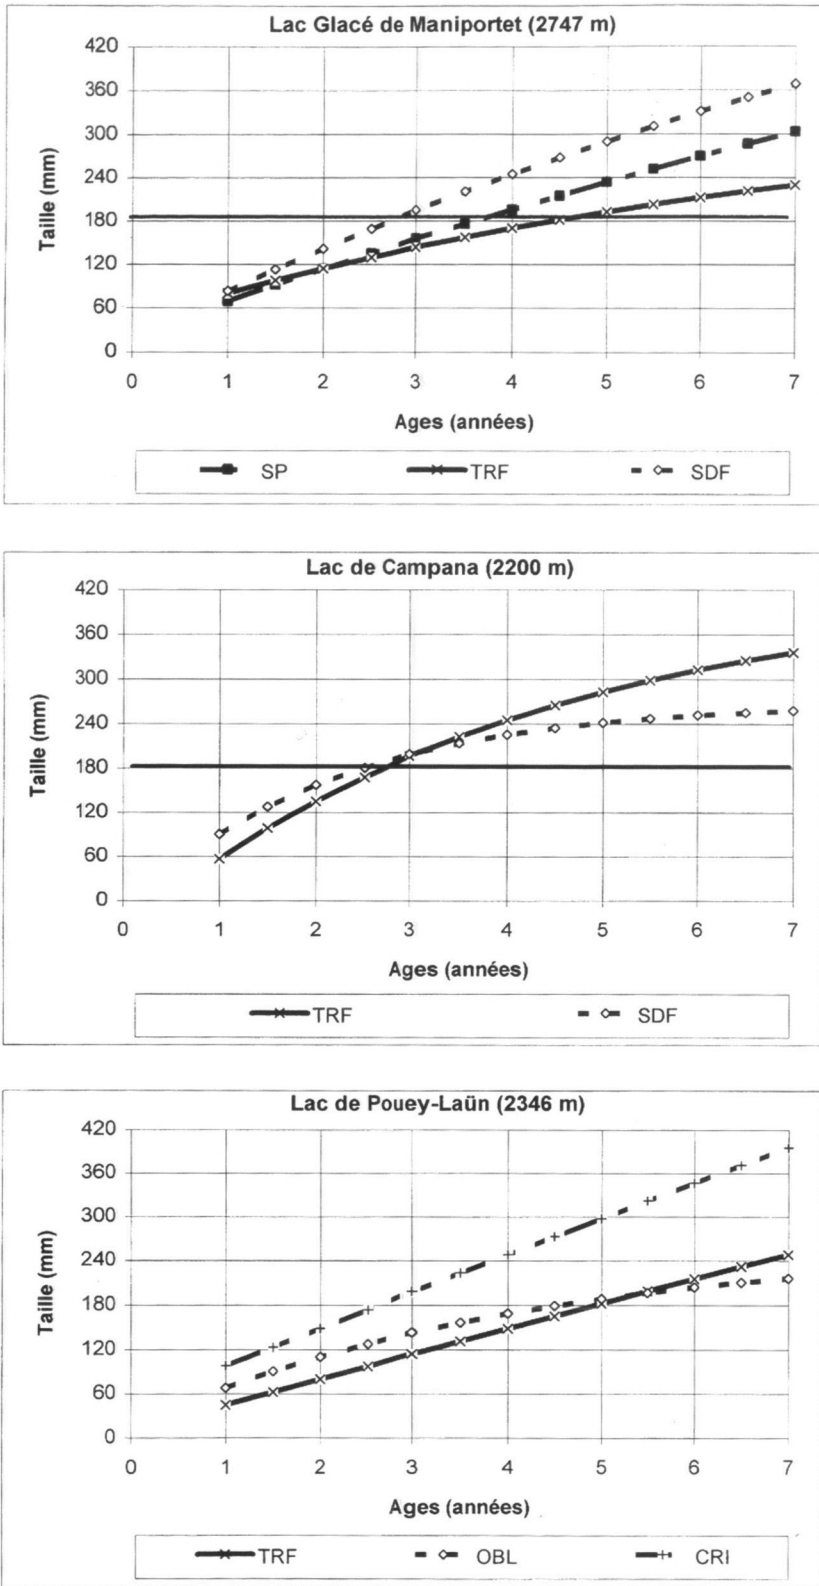 Lac Glacé de Maniportet (2747 m)
420
360
300
240
180
120
60
0
Taille (mm)
0 1 2 3 4 5 6 7
Ages (années)
SP TRF SDF
Lac de Campana (2200 m)
420
360
300
240
180
120
60
0
Taille (mm)
0 1 2 3 4 5 6 7
Ages (années)
TRF SDF
Lac de Pouey-Laün (2346 m)
420
360
300
240
180
120
60
0
Taille (mm)
0 1 2 3 4 5 6 7
Ages (années)
TRF OBL CRI